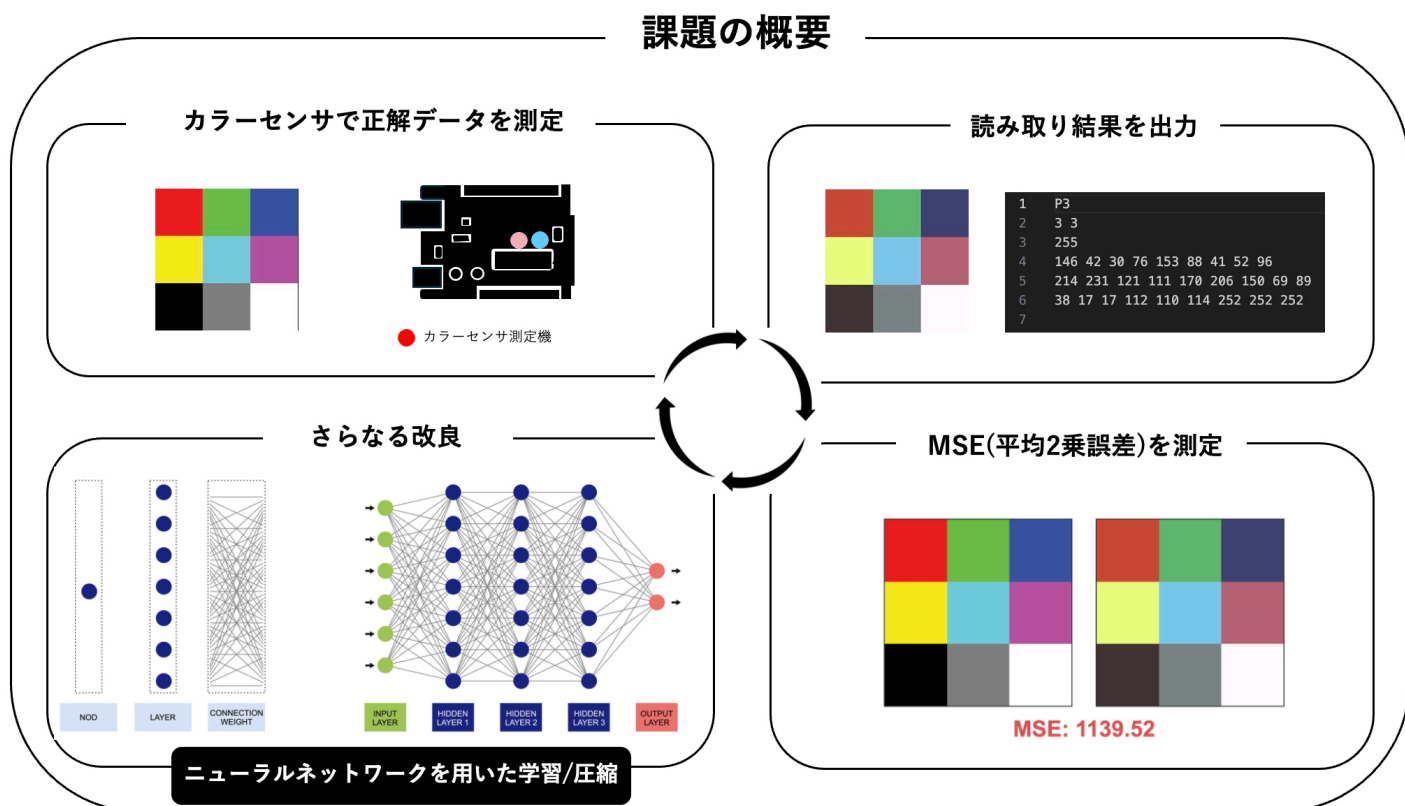 課題の概要
カラーセンサで正解データを測定
カラーセンサ測定機
読み取り結果を出力
1 P3
2 3 3
3 255
4 146 42 30 76 153 88 41 52 96
5 214 231 121 111 170 206 150 69 89
6 38 17 17 112 110 114 252 252 252
7
さらなる改良
NOD
LAYER
CONNECTION
WEIGHT
INPUT
LAYER
HIDDEN
LAYER 1
HIDDEN
LAYER 2
HIDDEN
LAYER 3
OUTPUT
LAYER
ニューラルネットワークを用いた学習/圧縮
MSE(平均2乗誤差)を測定
MSE: 1139.52